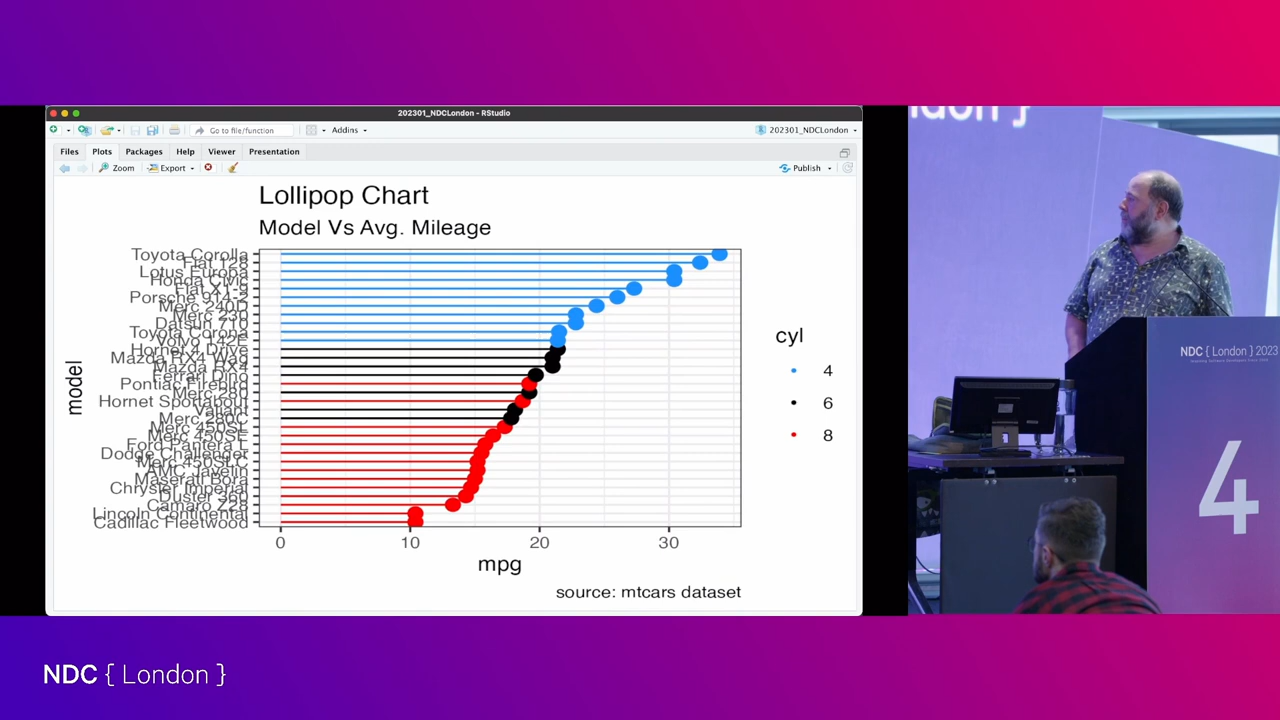 202301_NDCLondon - RStudio
Go to file/function
Addins
202301_NDCLondon
Files Plots Packages Help Viewer Presentation
Zoom Export Publish
Lollipop Chart
Model Vs Avg. Mileage
Toyota Corolla
Fiat 128
Lotus Europa
Honda Civic
Fiat X1-9
Porsche 914-2
Merc 240D
Merc 230
Datsun 710
Toyota Corona
Volvo 142E
Hornet 4 Drive
Mazda RX4 Wag
Mazda RX4
Ferrari Dino
Pontiac Firebird
Merc 280
Hornet Sportabout
Valiant
Merc 280C
Merc 450SL
Merc 450SE
Ford Pantera L
Dodge Challenger
Merc 450SLC
AMC Javelin
Maserati Bora
Chrysler Imperial
Duster 360
Camaro Z28
Lincoln Continental
Cadillac Fleetwood
model
0 10 20 30
mpg
source: mtcars dataset
cyl
4
6
8
NDC { London } 2023
4
NDC { London }